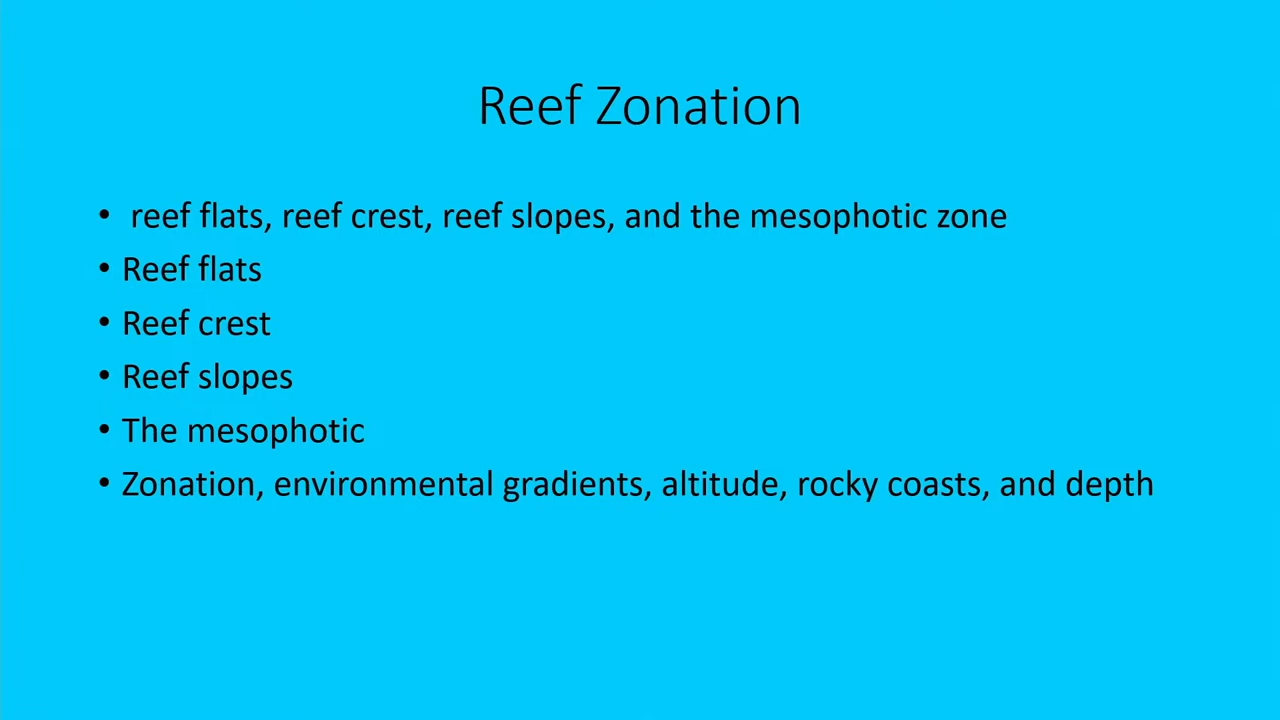 Reef Zonation
• reef flats, reef crest, reef slopes, and the mesophotic zone
• Reef flats
• Reef crest
• Reef slopes
• The mesophotic
• Zonation, environmental gradients, altitude, rocky coasts, and depth